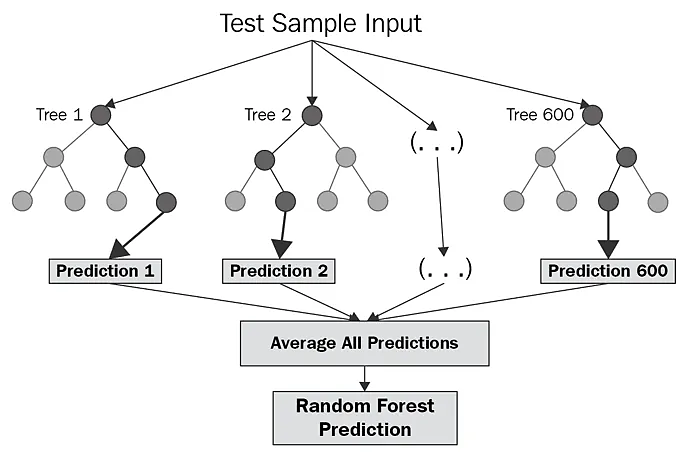 Test Sample Input
Tree 1
Tree 2
Tree 600
(. . .)
Prediction 1
Prediction 2
(. . .)
Prediction 600
Average All Predictions
Random Forest
Prediction